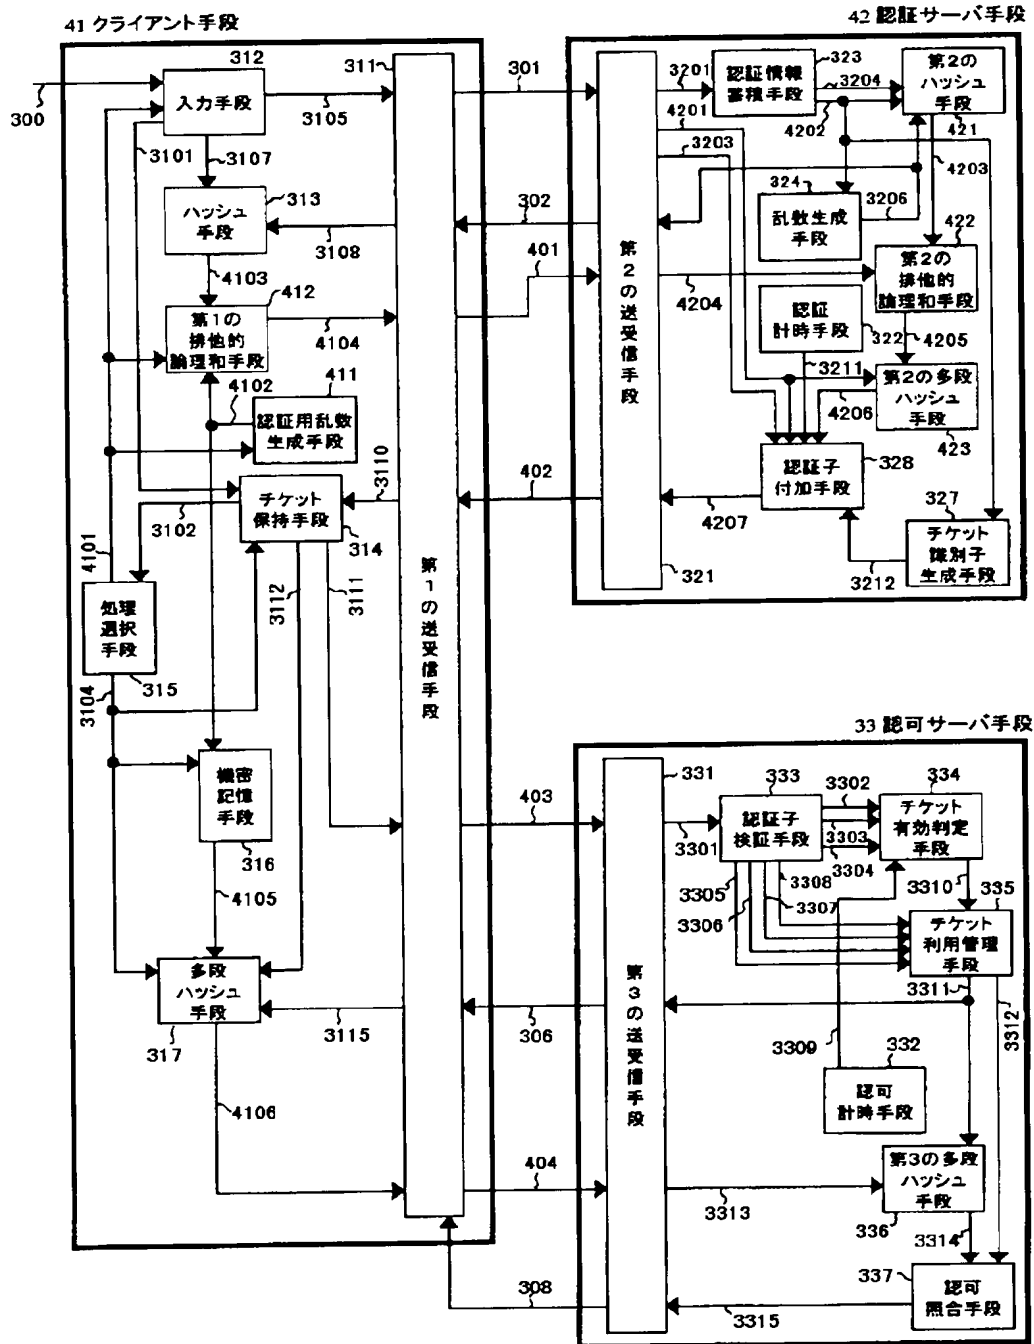 41 クライアント手段
312
入力手段
300
3105
3101
3107
313
ハッシュ
手段
3108
4103
412
第1の
排他的
論理和手段
4104
4102
411
認証用乱数
生成手段
3110
チケット
保持手段
314
3102
4101
3112
3111
処理
選択
手段
315
3104
機密
記憶
手段
316
4105
多段
ハッシュ
手段
317
3115
4106
311
第1の送受信手段
301
302
401
402
403
306
404
308
42 認証サーバ手段
3201
4201
3203
認証情報
蓄積手段
323
3204
4202
第2の
ハッシュ
手段
421
4203
324
乱数生成
手段
3206
422
第2の
排他的
論理和手段
4204
認証
計時手段
322
4205
3211
第2の多段
ハッシュ
手段
423
4206
認証子
付加手段
328
4207
327
チケット
識別子
生成手段
3212
第2の送受信手段
321
33 認可サーバ手段
331
第3の送受信手段
333
認証子
検証手段
3301
3302
3303
3304
334
チケット
有効判定
手段
3305
3306
3308
3307
3310
335
チケット
利用管理
手段
3311
3312
3309
332
認可
計時手段
第3の多段
ハッシュ
手段
336
3313
3314
337
認可
照合手段
3315